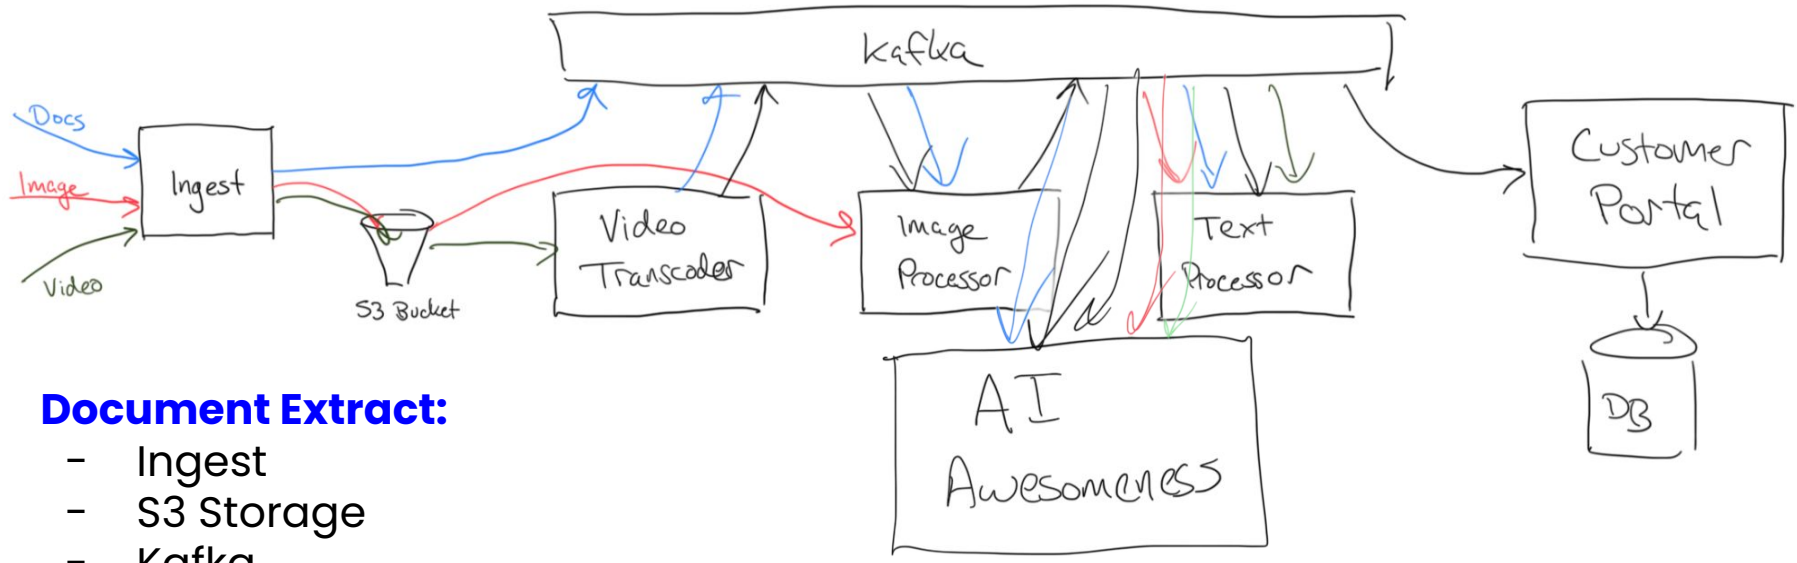 Kafka
Docs
Image
Video
Ingest
S3 Bucket
Video
Transcoder
Image
Processor
Text
Processor
Customer
Portal
DB
AI
Awesomeness
Document Extract:
- Ingest
- S3 Storage
- Kafka